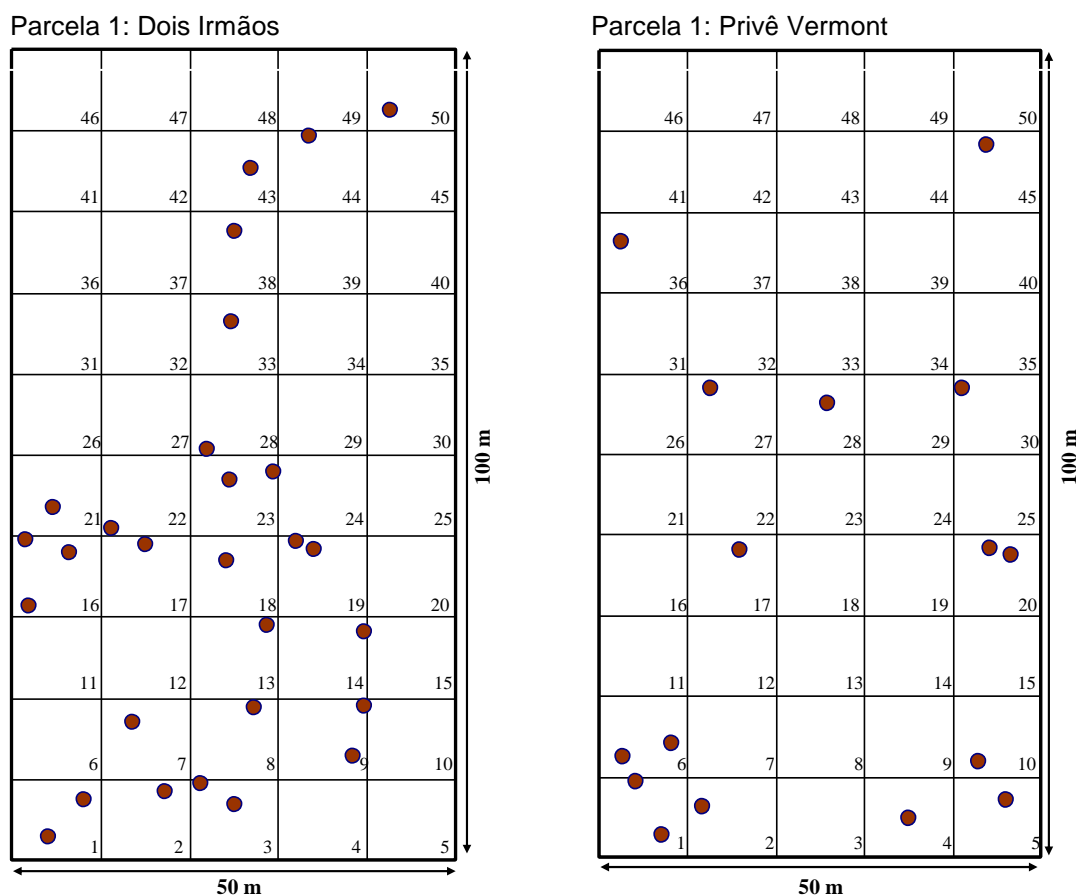 Parcela 1: Dois Irmãos
46 47 48 49 50
41 42 43 44 45
36 37 38 39 40
31 32 33 34 35
26 27 28 29 30
21 22 23 24 25
16 17 18 19 20
11 12 13 14 15
6 7 8 9 10
1 2 3 4 5
100 m
50 m
Parcela 1: Privê Vermont
46 47 48 49 50
41 42 43 44 45
36 37 38 39 40
31 32 33 34 35
26 27 28 29 30
21 22 23 24 25
16 17 18 19 20
11 12 13 14 15
6 7 8 9 10
1 2 3 4 5
100 m
50 m